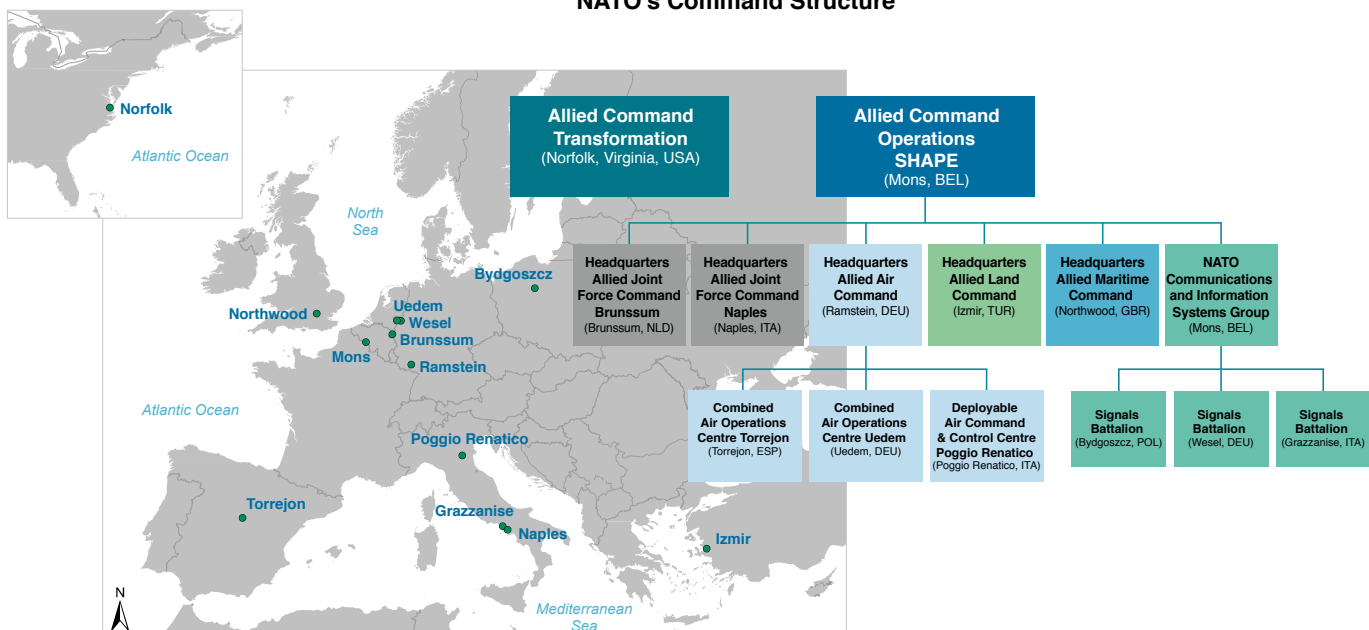 NATO's Command Structure
Norfolk
Atlantic Ocean
North
Sea
Bydgoszcz
Northwood
Uedem
Wesel
Brunssum
Mons
Ramstein
Atlantic Ocean
Poggio Renatico
Torrejon
Grazzanise
Naples
Izmir
Mediterranean
Sea
N
Allied Command
Transformation
(Norfolk, Virginia, USA)
Allied Command
Operations
SHAPE
(Mons, BEL)
Headquarters
Allied Joint
Force Command
Brunssum
(Brunssum, NLD)
Headquarters
Allied Joint
Force Command
Naples
(Naples, ITA)
Headquarters
Allied Air
Command
(Ramstein, DEU)
Headquarters
Allied Land
Command
(Izmir, TUR)
Headquarters
Allied Maritime
Command
(Northwood, GBR)
NATO
Communications
and Information
Systems Group
(Mons, BEL)
Combined
Air Operations
Centre Torrejon
(Torrejon, ESP)
Combined
Air Operations
Centre Uedem
(Uedem, DEU)
Deployable
Air Command
& Control Centre
Poggio Renatico
(Poggio Renatico, ITA)
Signals
Battalion
(Bydgoszcz, POL)
Signals
Battalion
(Wesel, DEU)
Signals
Battalion
(Grazzanise, ITA)